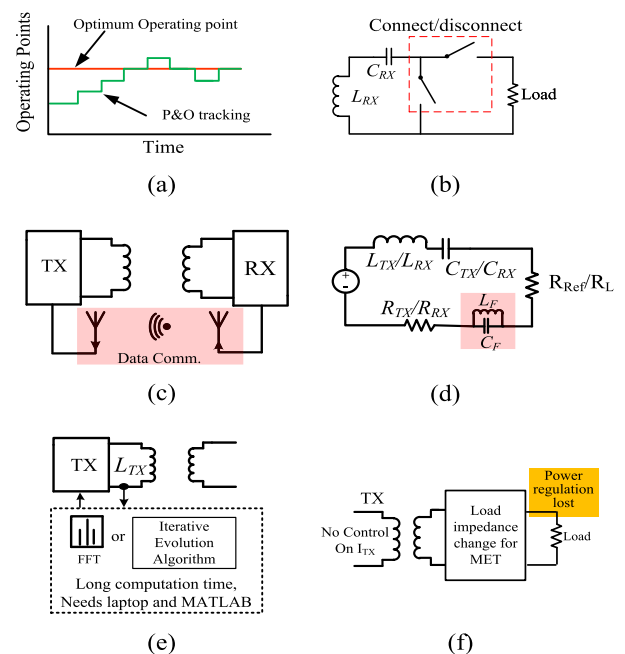 Optimum Operating point
Operating Points
P&O tracking
Time
(a)
Connect/disconnect
C_RX
L_RX
Load
(b)
TX
RX
Data Comm.
(c)
L_TX/L_RX
C_TX/C_RX
R_Ref/R_L
R_TX/R_RX
L_F
C_F
(d)
TX
L_TX
FFT
or
Iterative
Evolution
Algorithm
Long computation time,
Needs laptop and MATLAB
(e)
TX
No Control
On I_TX
Load
impedance
change for
MET
Power
regulation
lost
Load
(f)